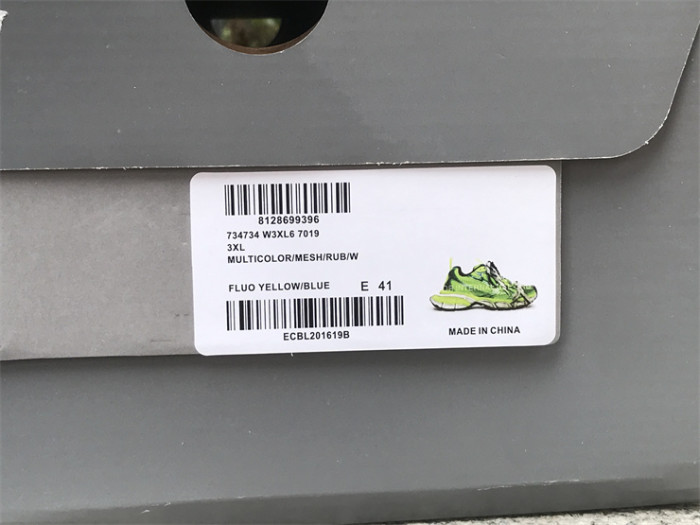 8128699396
734734 W3XL6 7019
3XL
MULTICOLOR/MESH/RUB/W
FLUO YELLOW/BLUE E 41
ECBL201619B
MADE IN CHINA